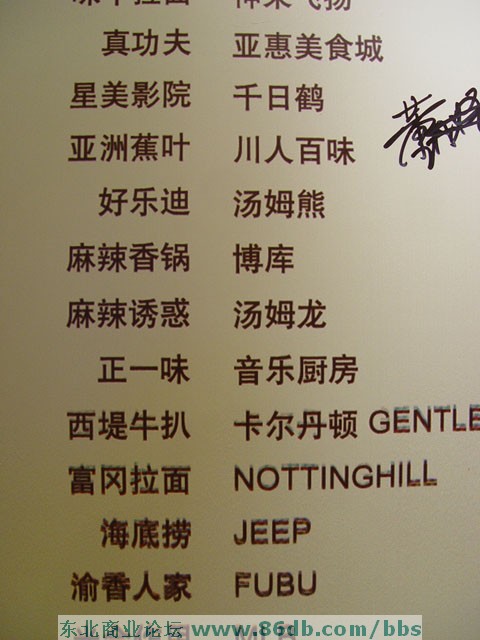 真功夫 亚惠美食城
星美影院 千日鹤
亚洲蕉叶 川人百味
好乐迪 汤姆熊
麻辣香锅 博库
麻辣诱惑 汤姆龙
正一味 音乐厨房
西堤牛扒 卡尔丹顿 GENTLE
富冈拉面 NOTTINGHILL
海底捞 JEEP
渝香人家 FUBU
东北商业论坛 www.86db.com/bbs